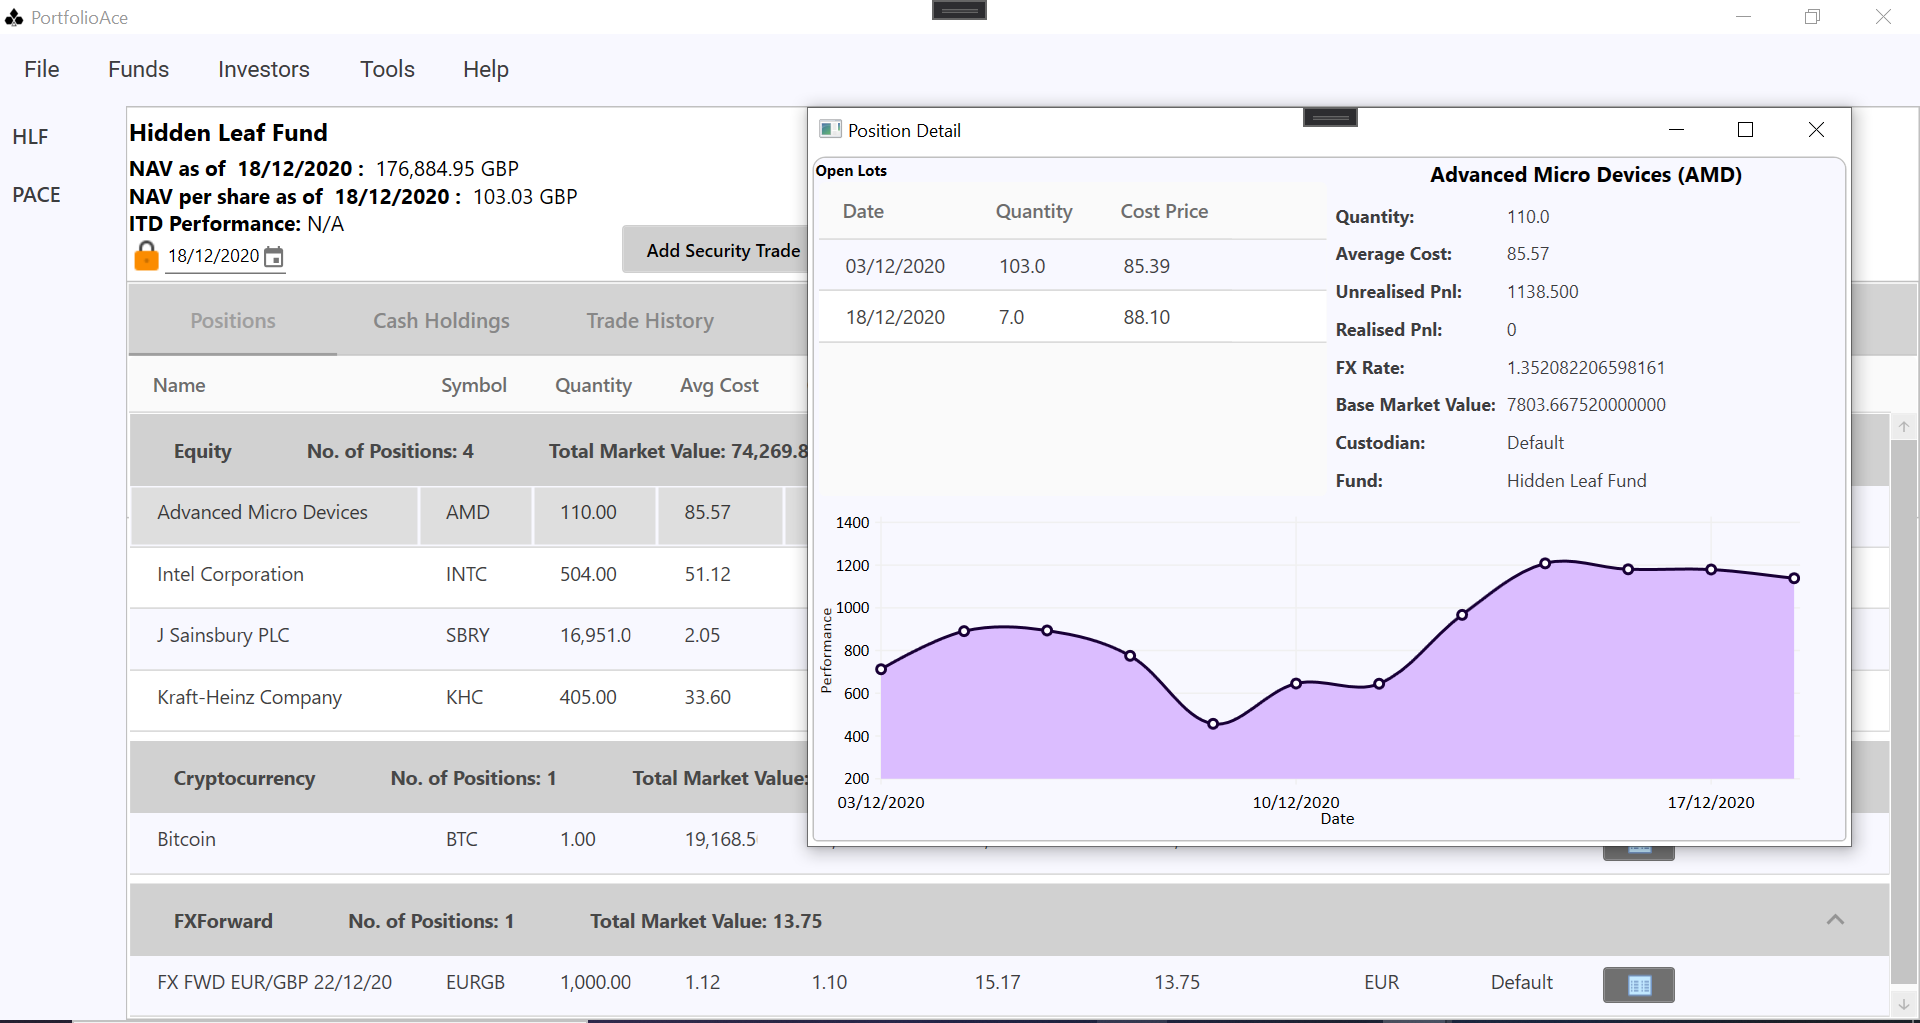 PortfolioAce
File Funds Investors Tools Help
HLF
PACE
Hidden Leaf Fund
NAV as of 18/12/2020 : 176,884.95 GBP
NAV per share as of 18/12/2020 : 103.03 GBP
ITD Performance: N/A
18/12/2020
Add Security Trade
Positions Cash Holdings Trade History
Name Symbol Quantity Avg Cost
Equity No. of Positions: 4 Total Market Value: 74,269.8
Advanced Micro Devices AMD 110.00 85.57
Intel Corporation INTC 504.00 51.12
J Sainsbury PLC SBRY 16,951.0 2.05
Kraft-Heinz Company KHC 405.00 33.60
Cryptocurrency No. of Positions: 1 Total Market Value:
Bitcoin BTC 1.00 19,168.5
FXForward No. of Positions: 1 Total Market Value: 13.75
FX FWD EUR/GBP 22/12/20 EURGB 1,000.00 1.12 1.10 15.17 13.75 EUR Default
Position Detail
Open Lots
Date Quantity Cost Price
03/12/2020 103.0 85.39
18/12/2020 7.0 88.10
Advanced Micro Devices (AMD)
Quantity: 110.0
Average Cost: 85.57
Unrealised Pnl: 1138.500
Realised Pnl: 0
FX Rate: 1.352082206598161
Base Market Value: 7803.667520000000
Custodian: Default
Fund: Hidden Leaf Fund
Performance
1400
1200
1000
800
600
400
200
03/12/2020 10/12/2020 17/12/2020
Date